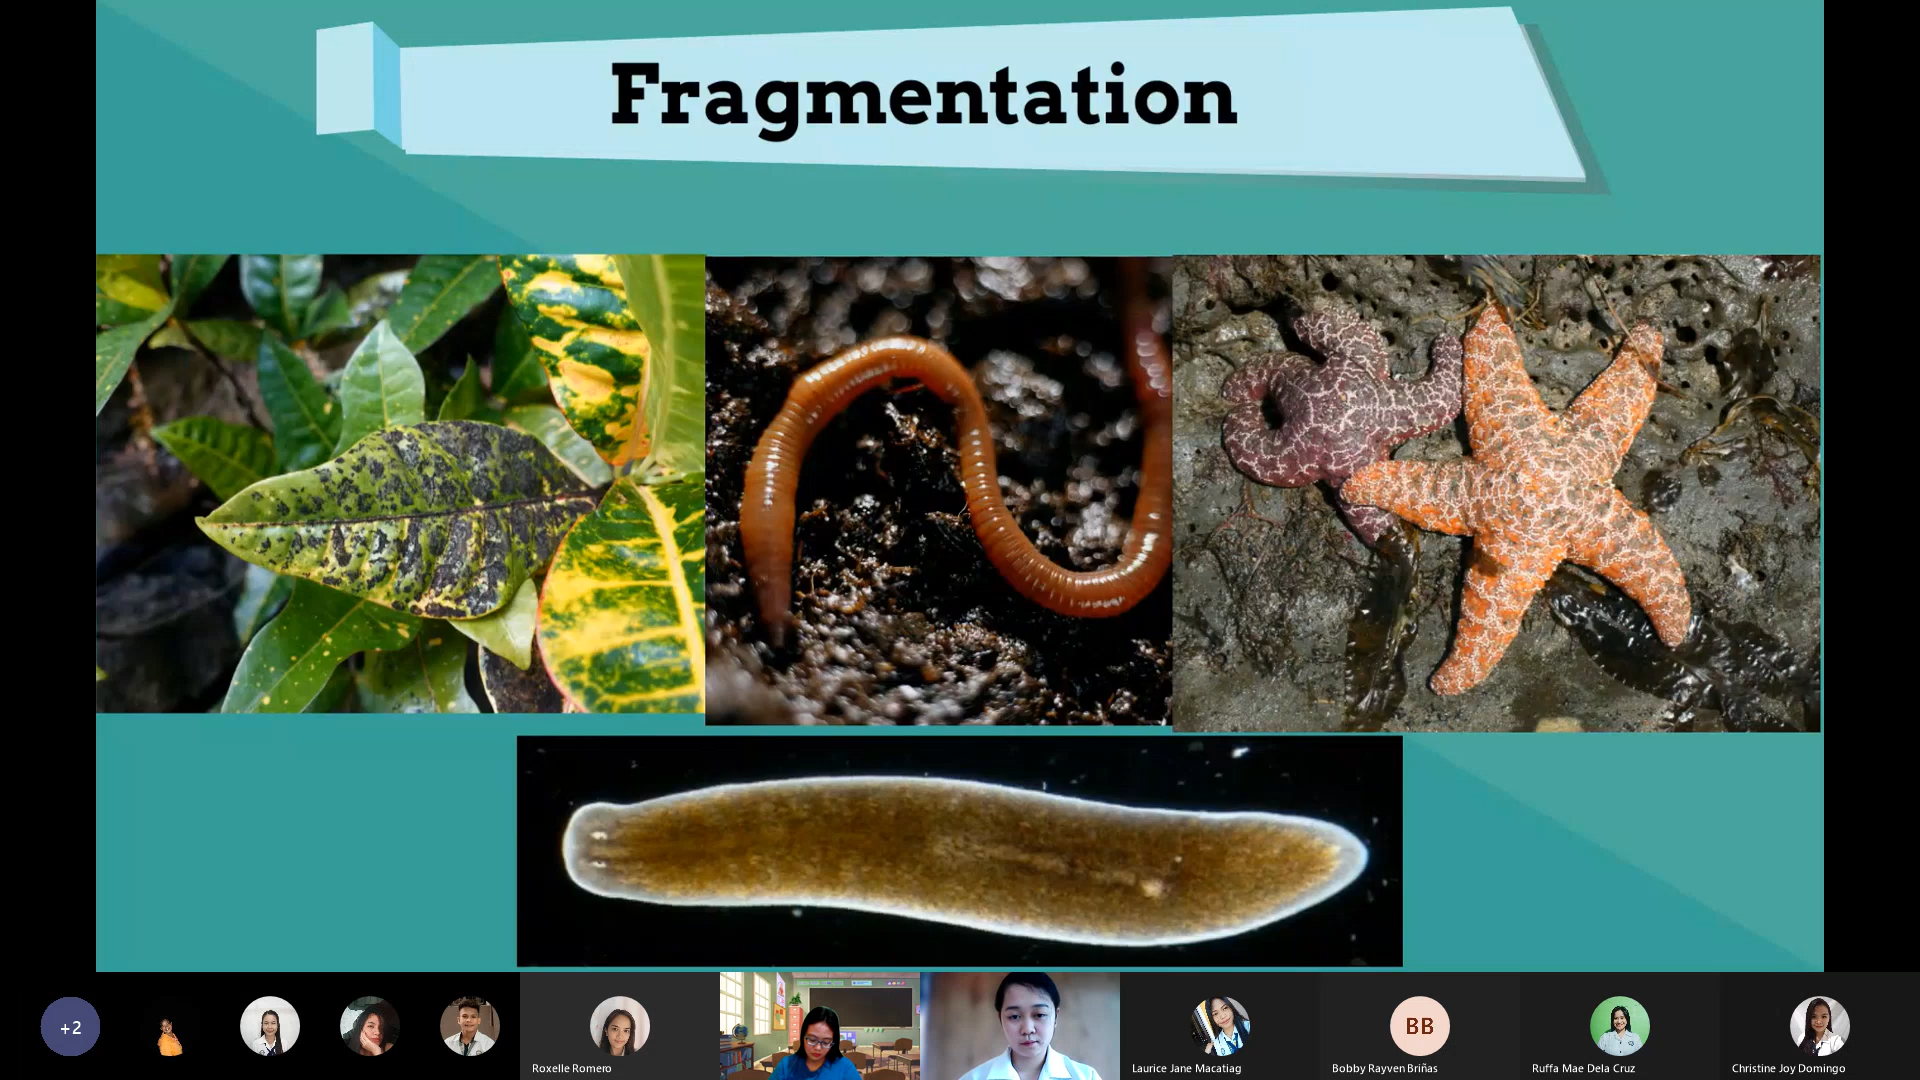 Fragmentation
+2
Roxelle Romero
Laurice Jane Macatiag
BB
Bobby Rayven Briñas
Ruffa Mae Dela Cruz
Christine Joy Domingo